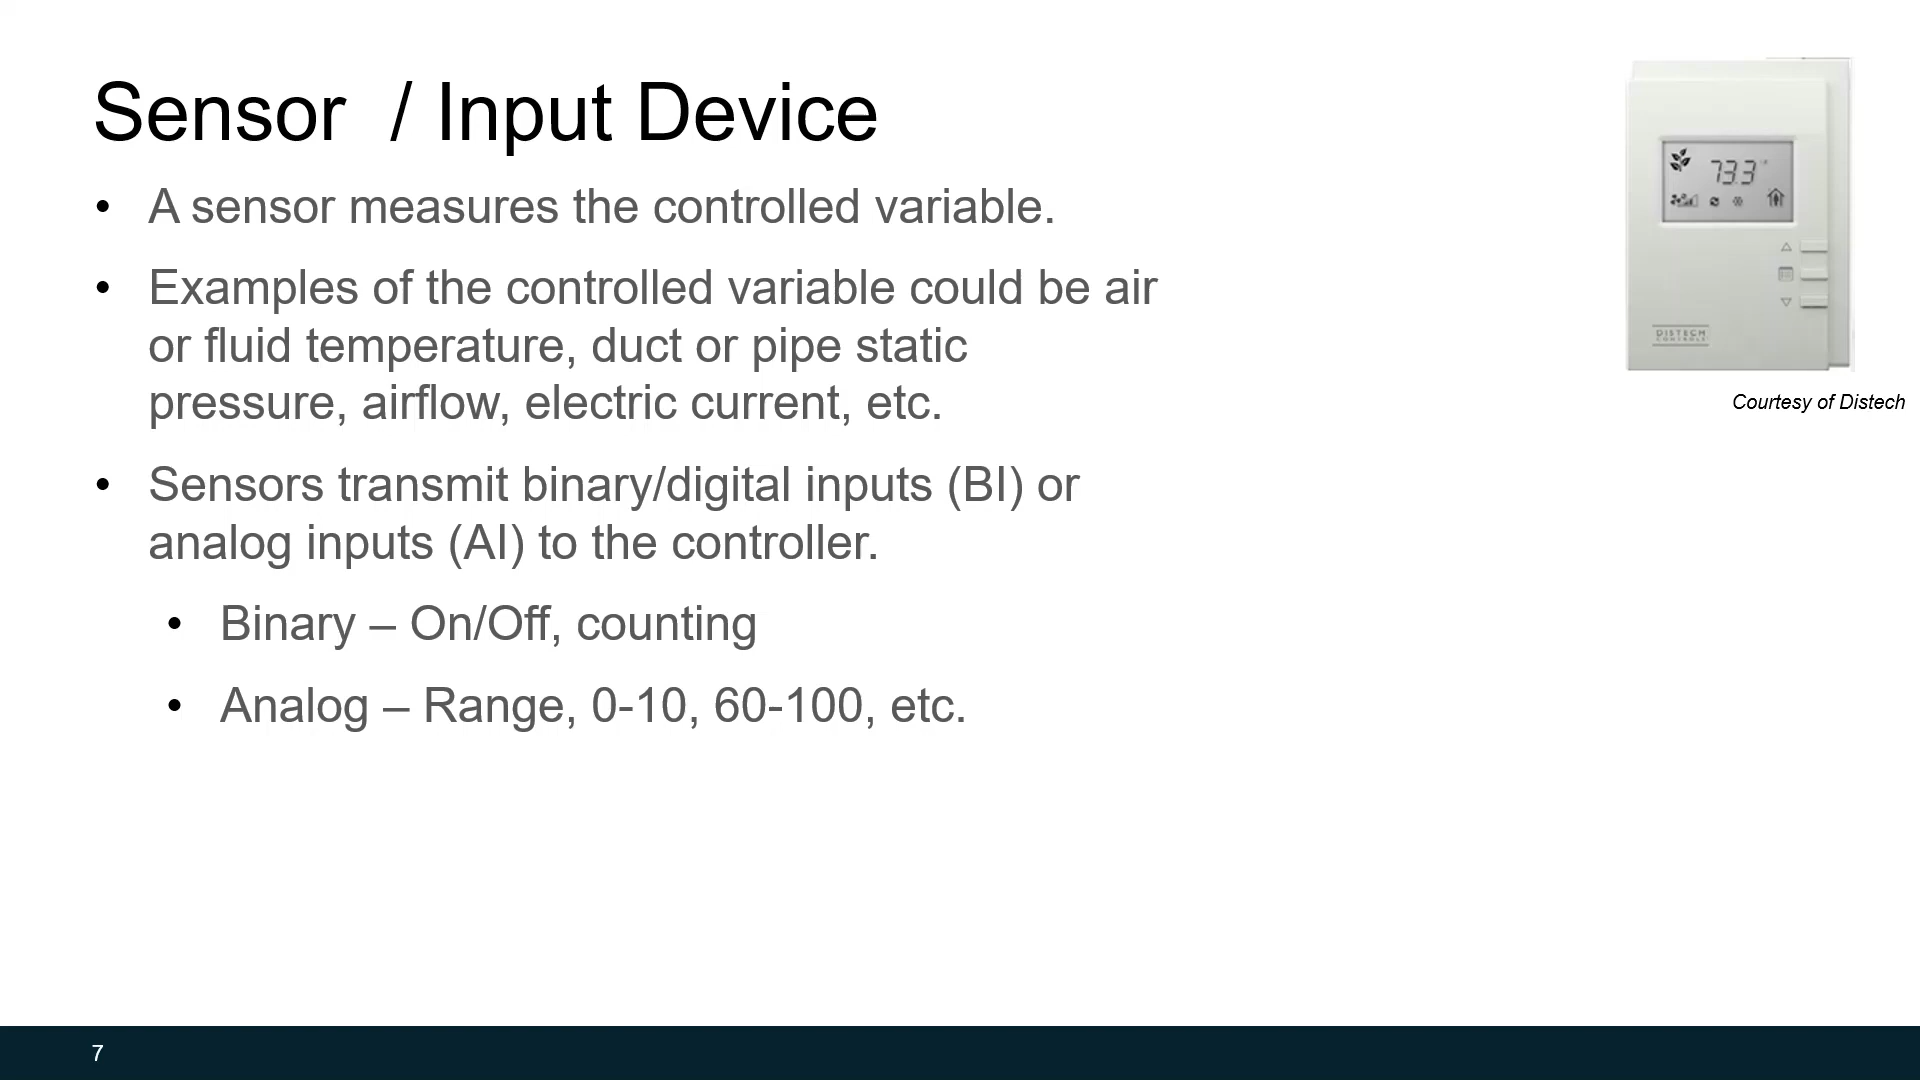 Sensor / Input Device
• A sensor measures the controlled variable.
• Examples of the controlled variable could be air
or fluid temperature, duct or pipe static
pressure, airflow, electric current, etc.
• Sensors transmit binary/digital inputs (BI) or
analog inputs (AI) to the controller.
• Binary – On/Off, counting
• Analog – Range, 0-10, 60-100, etc.
73.3
DISTECH
CONTROLS
Courtesy of Distech
7